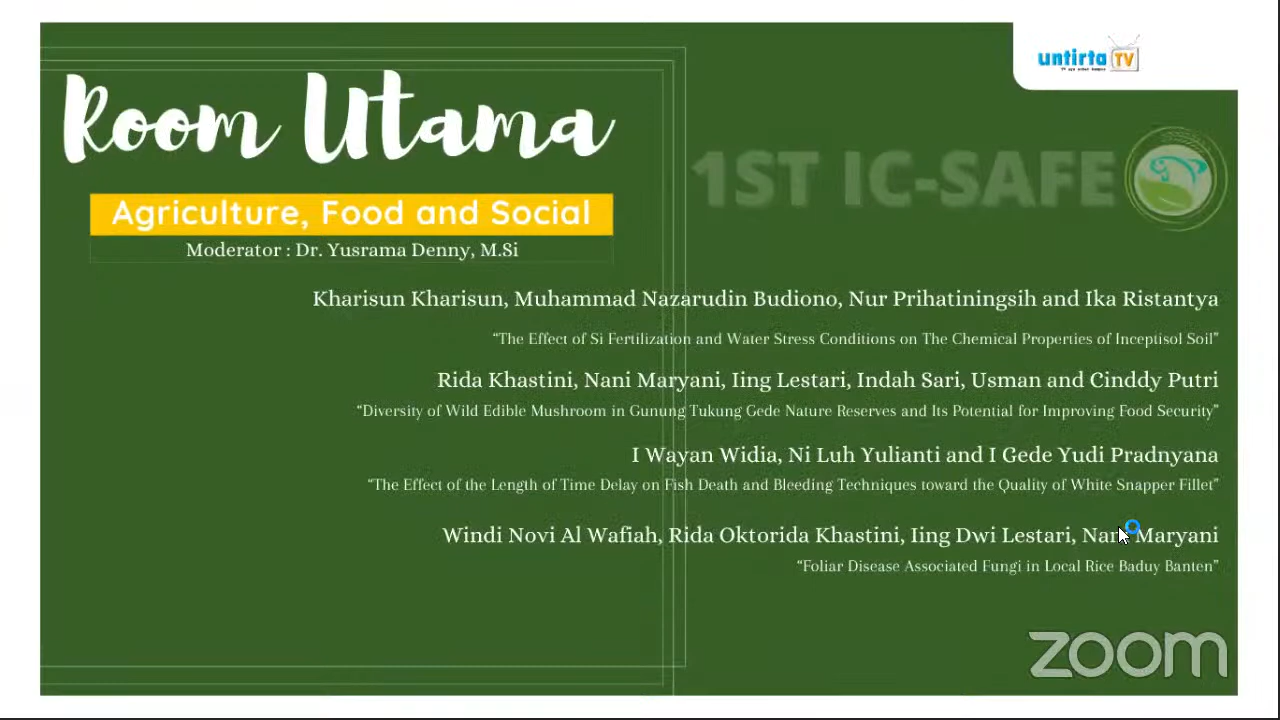 untirta TV
Room Utama
1ST IC-SAFE
Agriculture, Food and Social
Moderator : Dr. Yusrama Denny, M.Si
Kharisun Kharisun, Muhammad Nazarudin Budiono, Nur Prihatiningsih and Ika Ristantya
“The Effect of Si Fertilization and Water Stress Conditions on The Chemical Properties of Inceptisol Soil”
Rida Khastini, Nani Maryani, Iing Lestari, Indah Sari, Usman and Cinddy Putri
“Diversity of Wild Edible Mushroom in Gunung Tukung Gede Nature Reserves and Its Potential for Improving Food Security”
I Wayan Widia, Ni Luh Yulianti and I Gede Yudi Pradnyana
“The Effect of the Length of Time Delay on Fish Death and Bleeding Techniques toward the Quality of White Snapper Fillet”
Windi Novi Al Wafiah, Rida Oktorida Khastini, Iing Dwi Lestari, Nani Maryani
“Foliar Disease Associated Fungi in Local Rice Baduy Banten”
zoom